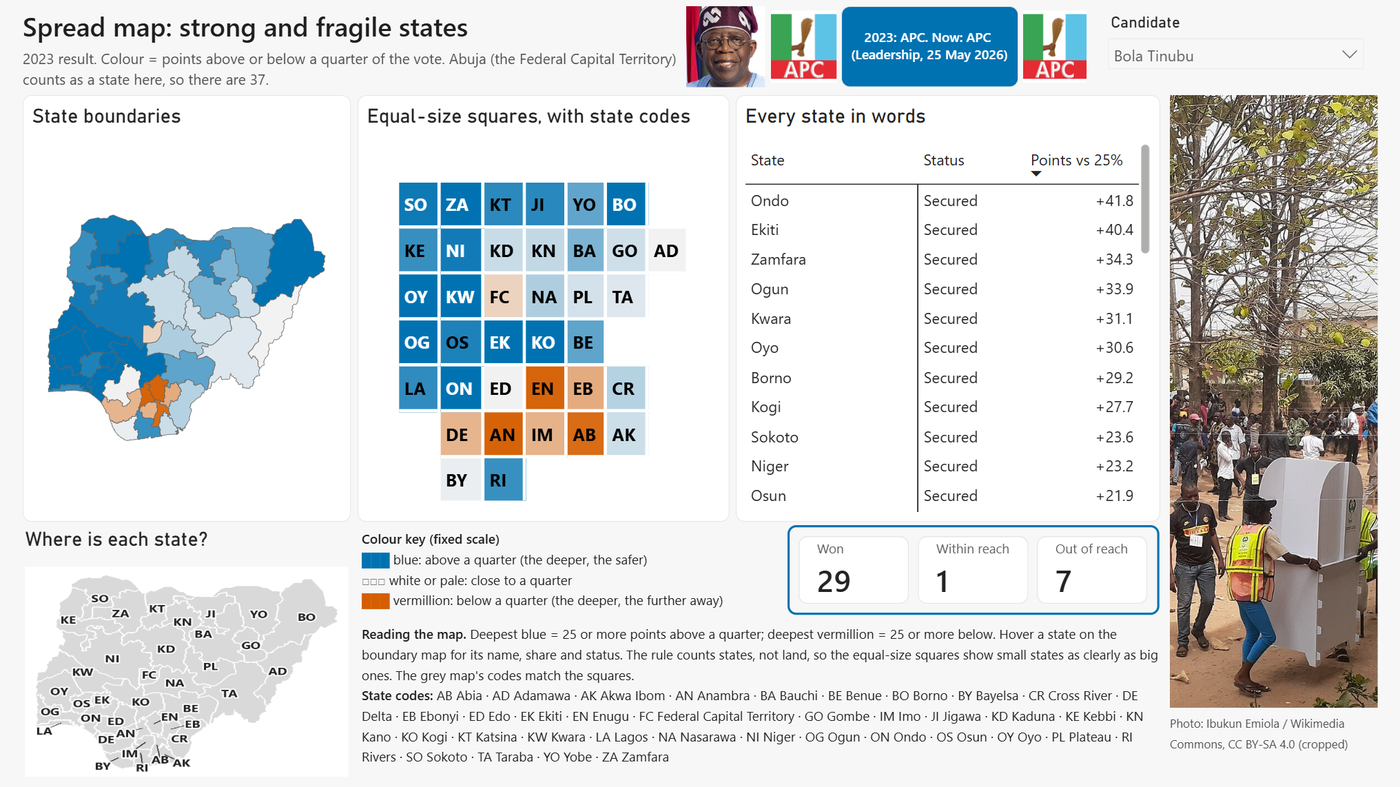 Spread map: strong and fragile states
2023 result. Colour = points above or below a quarter of the vote. Abuja (the Federal Capital Territory)
counts as a state here, so there are 37.
APC
2023: APC. Now: APC
(Leadership, 25 May 2026)
APC
Candidate
Bola Tinubu
State boundaries
Equal-size squares, with state codes
SO ZA KT JI YO BO
KE NI KD KN BA GO AD
OY KW FC NA PL TA
OG OS EK KO BE
LA ON ED EN EB CR
DE AN IM AB AK
BY RI
Every state in words
State Status Points vs 25%
Ondo Secured +41.8
Ekiti Secured +40.4
Zamfara Secured +34.3
Ogun Secured +33.9
Kwara Secured +31.1
Oyo Secured +30.6
Borno Secured +29.2
Kogi Secured +27.7
Sokoto Secured +23.6
Niger Secured +23.2
Osun Secured +21.9
Where is each state?
SO
KE ZA KT KN JI YO BO
BA
KD GO
NI PL
KW FC NA AD
OY TA
OS EK KO
OG ON ED EN BE
LA DE AN EB
CR
IM
BY RI AB AK
Colour key (fixed scale)
blue: above a quarter (the deeper, the safer)
white or pale: close to a quarter
vermillion: below a quarter (the deeper, the further away)
Won
29
Within reach
1
Out of reach
7
Reading the map. Deepest blue = 25 or more points above a quarter; deepest vermillion = 25 or more below. Hover a state on the
boundary map for its name, share and status. The rule counts states, not land, so the equal-size squares show small states as clearly as big
ones. The grey map's codes match the squares.
State codes: AB Abia · AD Adamawa · AK Akwa Ibom · AN Anambra · BA Bauchi · BE Benue · BO Borno · BY Bayelsa · CR Cross River · DE
Delta · EB Ebonyi · ED Edo · EK Ekiti · EN Enugu · FC Federal Capital Territory · GO Gombe · IM Imo · JI Jigawa · KD Kaduna · KE Kebbi · KN
Kano · KO Kogi · KT Katsina · KW Kwara · LA Lagos · NA Nasarawa · NI Niger · OG Ogun · ON Ondo · OS Osun · OY Oyo · PL Plateau · RI
Rivers · SO Sokoto · TA Taraba · YO Yobe · ZA Zamfara
Photo: Ibukun Emiola / Wikimedia
Commons, CC BY-SA 4.0 (cropped)